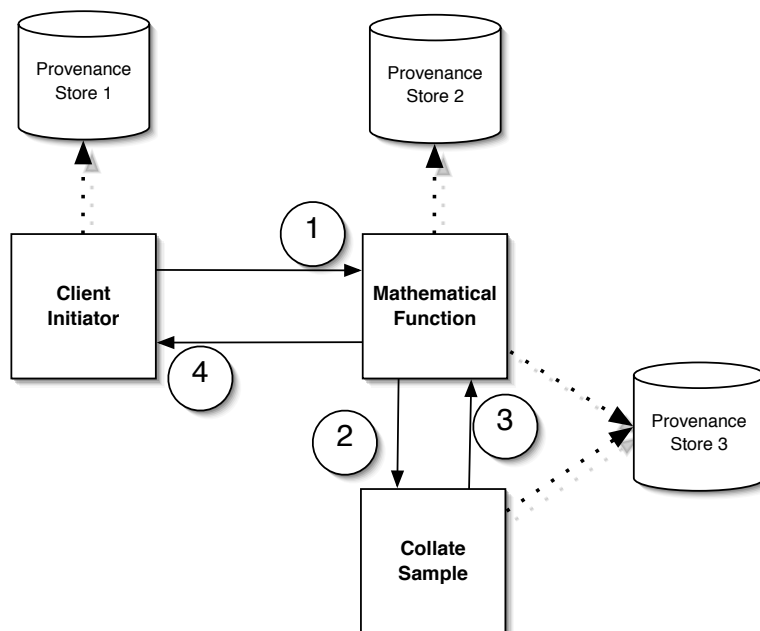 Provenance
Store 1
Provenance
Store 2
1
Client
Initiator
Mathematical
Function
4
2
3
Provenance
Store 3
Collate
Sample